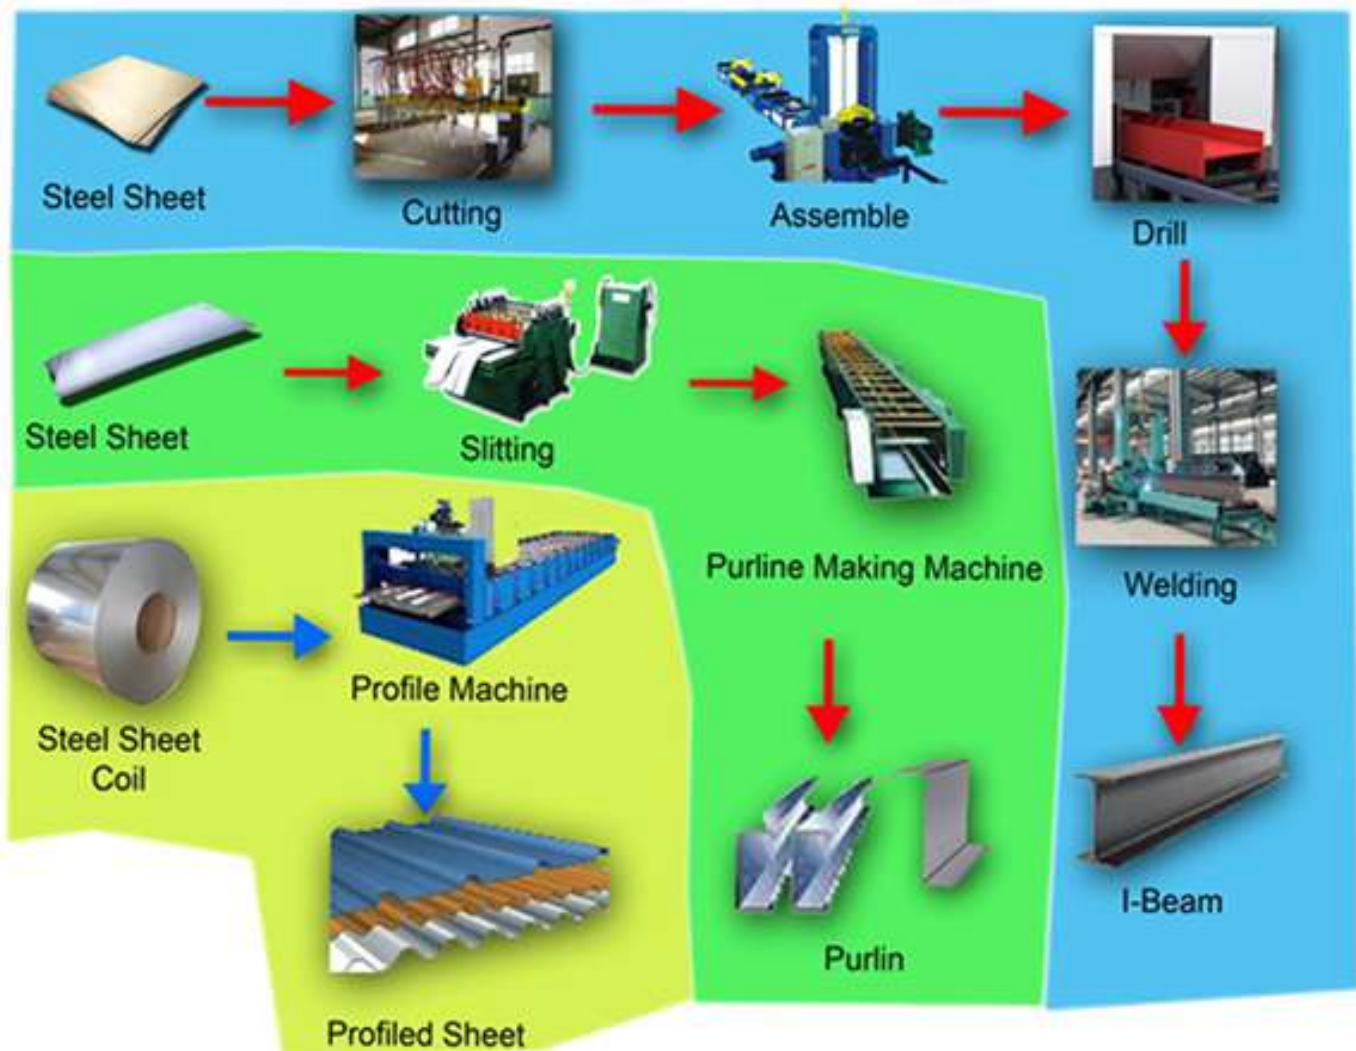 Steel Sheet
Cutting
Assemble
Drill
Steel Sheet
Slitting
Purline Making Machine
Welding
Steel Sheet
Coil
Profile Machine
Profiled Sheet
Purlin
I-Beam